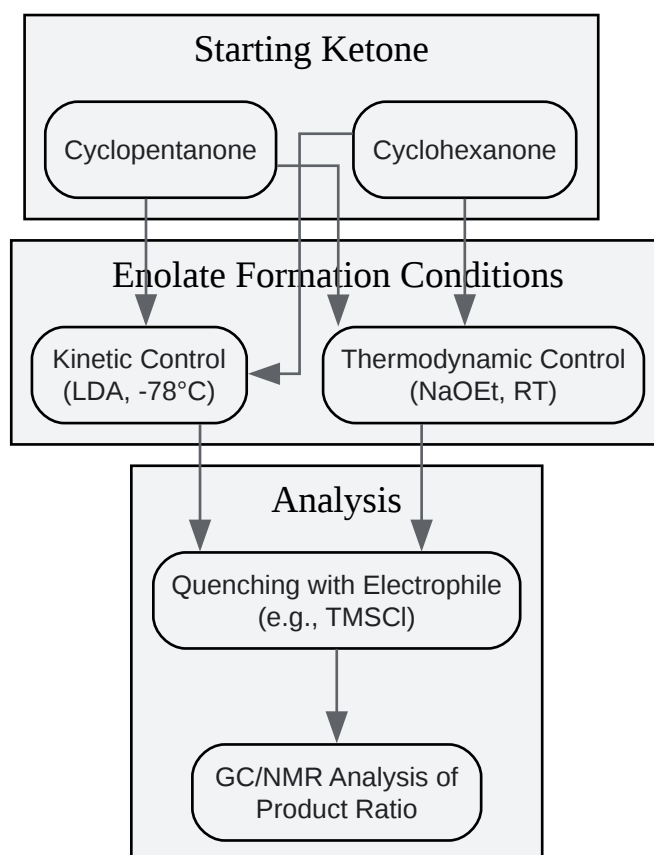 Starting Ketone
Cyclopentanone
Cyclohexanone
Enolate Formation Conditions
Kinetic Control
(LDA, -78°C)
Thermodynamic Control
(NaOEt, RT)
Analysis
Quenching with Electrophile
(e.g., TMSCl)
GC/NMR Analysis of
Product Ratio